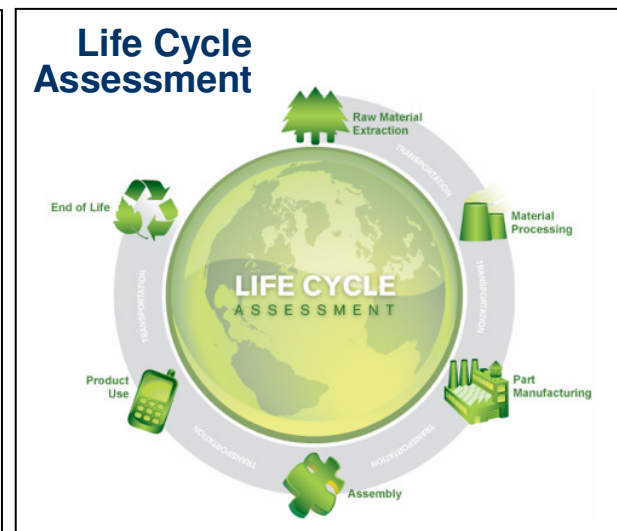 Life Cycle
Assessment
Raw Material
Extraction
TRANSPORTATION
Material
Processing
TRANSPORTATION
Part
Manufacturing
TRANSPORTATION
Assembly
TRANSPORTATION
Product
Use
TRANSPORTATION
End of Life
LIFE CYCLE
ASSESSMENT